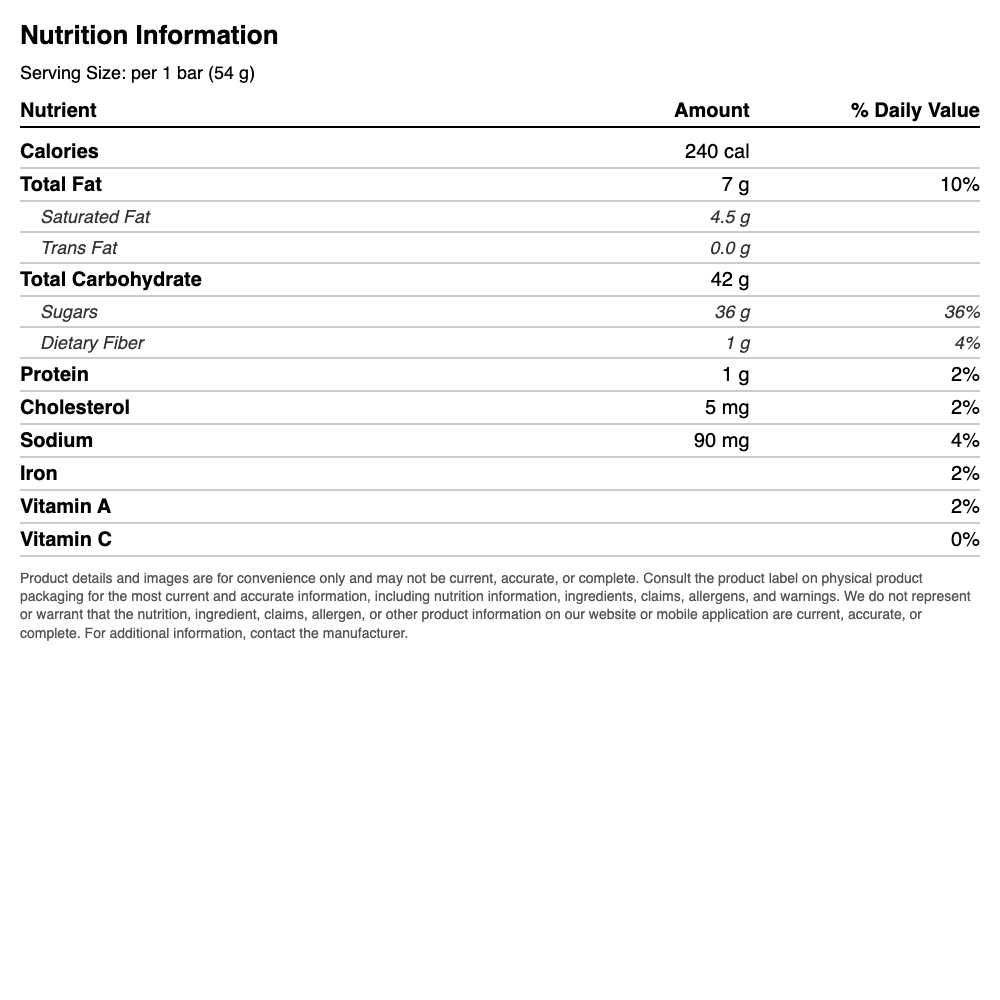 Nutrition Information
Serving Size: per 1 bar (54 g)
Nutrient Amount % Daily Value
Calories 240 cal
Total Fat 7 g 10%
Saturated Fat 4.5 g
Trans Fat 0.0 g
Total Carbohydrate 42 g
Sugars 36 g 36%
Dietary Fiber 1 g 4%
Protein 1 g 2%
Cholesterol 5 mg 2%
Sodium 90 mg 4%
Iron 2%
Vitamin A 2%
Vitamin C 0%
Product details and images are for convenience only and may not be current, accurate, or complete. Consult the product label on physical product
packaging for the most current and accurate information, including nutrition information, ingredients, claims, allergens, and warnings. We do not represent
or warrant that the nutrition, ingredient, claims, allergen, or other product information on our website or mobile application are current, accurate, or
complete. For additional information, contact the manufacturer.